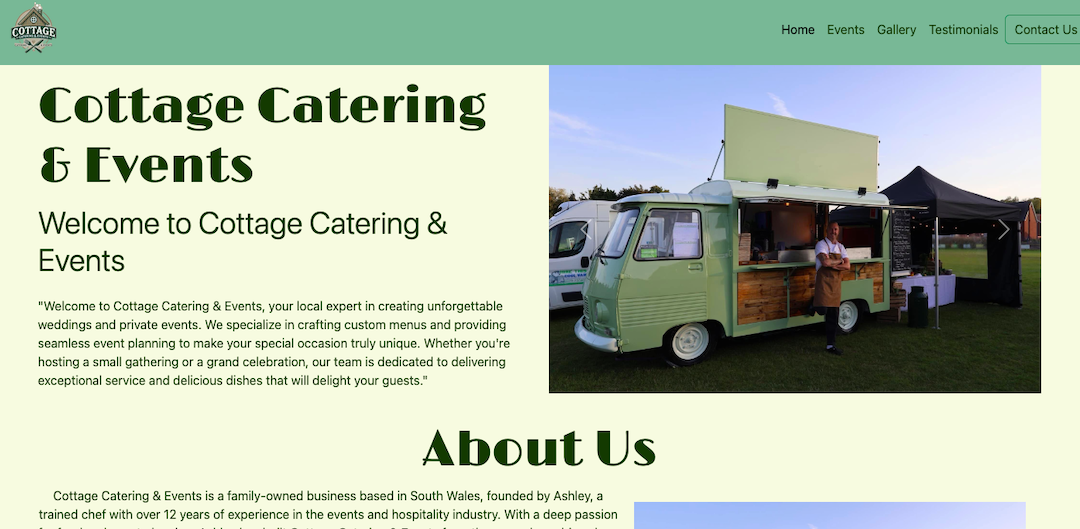 COTTAGE
Home Events Gallery Testimonials Contact Us
Cottage Catering
& Events
Welcome to Cottage Catering &
Events
"Welcome to Cottage Catering & Events, your local expert in creating unforgettable
weddings and private events. We specialize in crafting custom menus and providing
seamless event planning to make your special occasion truly unique. Whether you're
hosting a small gathering or a grand celebration, our team is dedicated to delivering
exceptional service and delicious dishes that will delight your guests."
About Us
Cottage Catering & Events is a family-owned business based in South Wales, founded by Ashley, a
trained chef with over 12 years of experience in the events and hospitality industry. With a deep passion